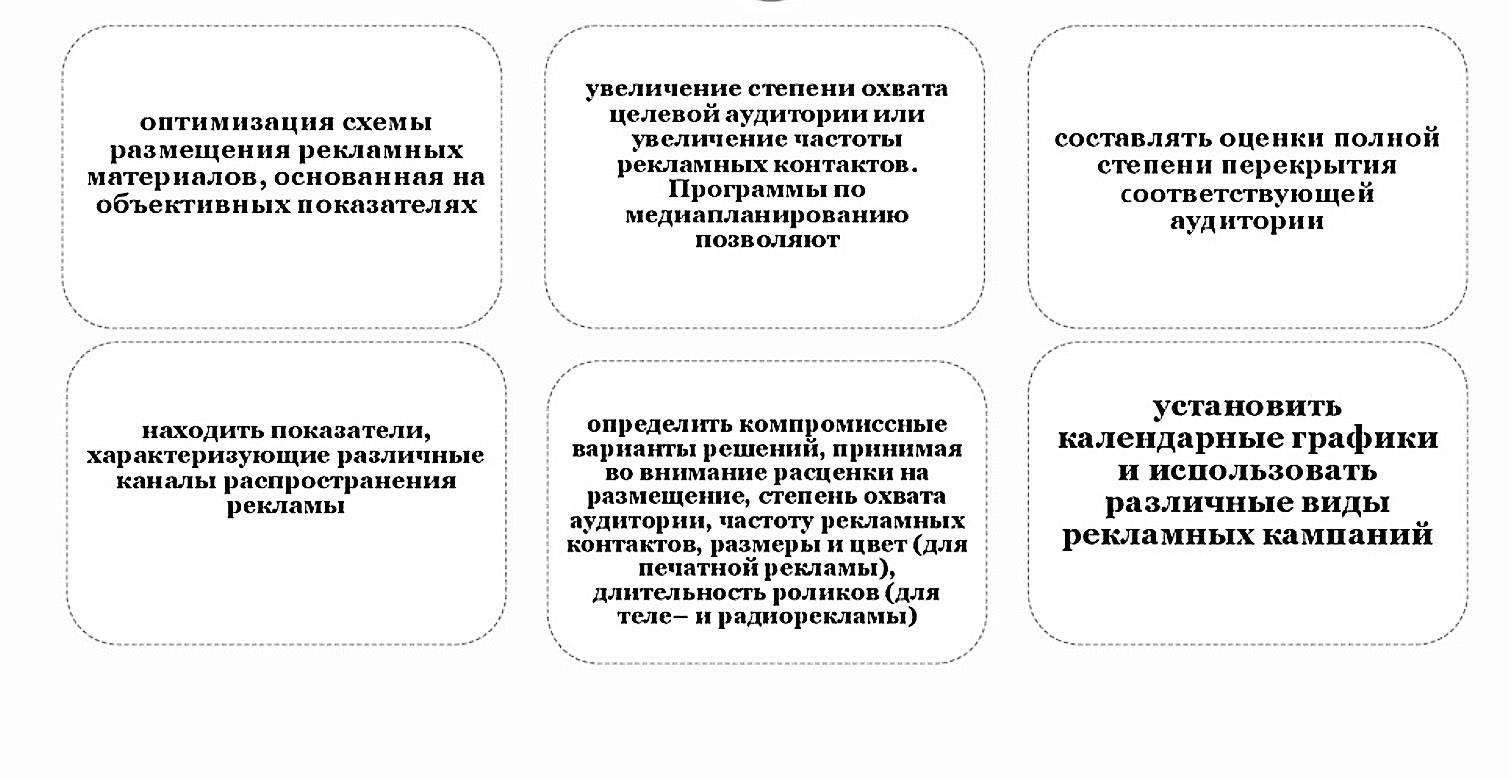 оптимизация схемы
размещения рекламных
материалов, основанная на
объективных показателях
увеличение степени охвата
целевой аудитории или
увеличение частоты
рекламных контактов.
Программы по
медиапланированию
позволяют
составлять оценки полной
степени перекрытия
соответствующей
аудитории
находить показатели,
характеризующие различные
каналы распространения
рекламы
определить компромиссные
варианты решений, принимая
во внимание расценки на
размещение, степень охвата
аудитории, частоту рекламных
контактов, размеры и цвет (для
печатной рекламы),
длительность роликов (для
теле– и радиорекламы)
установить
календарные графики
и использовать
различные виды
рекламных кампаний